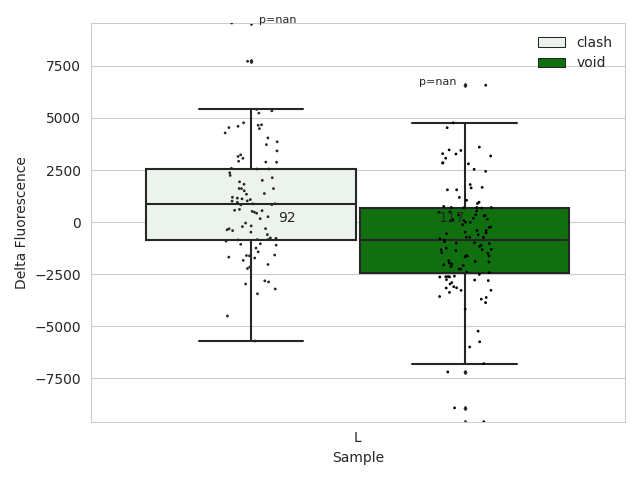 p=nan
clash
void
p=nan
7500
5000
2500
0
−2500
−5000
−7500
92
Delta Fluorescence
L
Sample